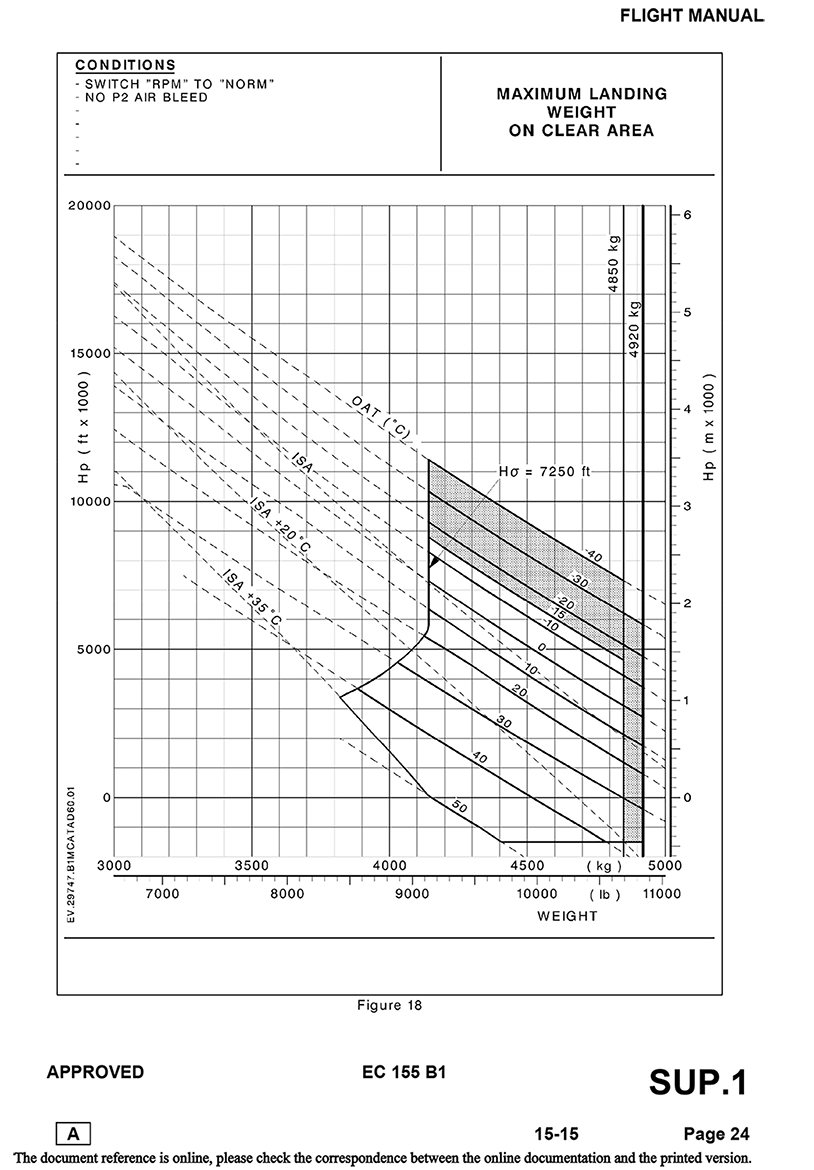 FLIGHT MANUAL
CONDITIONS
- SWITCH "RPM" TO "NORM"
- NO P2 AIR BLEED
-
-
-
-
-
MAXIMUM LANDING
WEIGHT
ON CLEAR AREA
20000
15000
10000
5000
0
Hp ( ft x 1000 )
6
5
4
3
2
1
0
Hp ( m x 1000 )
4850 kg
4920 kg
OAT (°C)
Hσ = 7250 ft
ISA
ISA +20°C
ISA +35°C
-40
-30
-20
-15
-10
0
10
20
30
40
50
3000 3500 4000 4500 ( kg ) 5000
7000 8000 9000 10000 ( lb ) 11000
WEIGHT
EV.29747.B1MCATAD60.01
Figure 18
APPROVED EC 155 B1 SUP.1
A 15-15 Page 24
The document reference is online, please check the correspondence between the online documentation and the printed version.